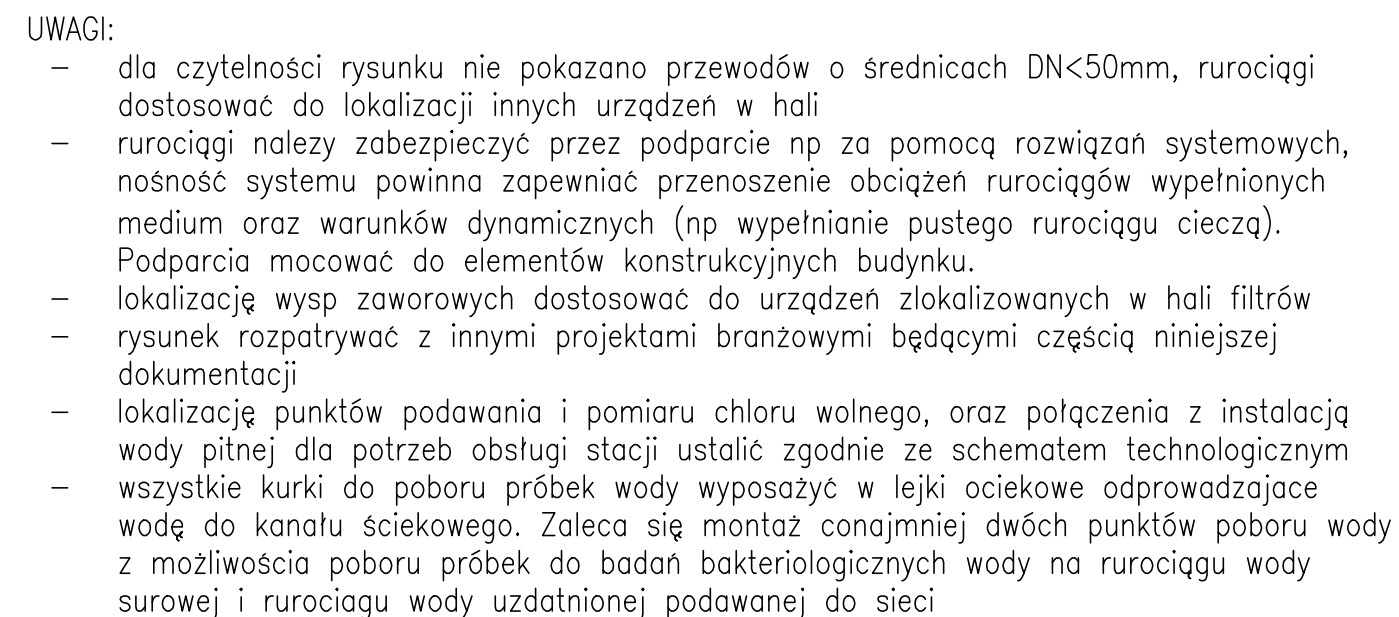 UWAGI:
– dla czytelności rysunku nie pokazano przewodów o średnicach DN<50mm, rurociągi
dostosować do lokalizacji innych urządzeń w hali
– rurociągi nalezy zabezpieczyć przez podparcie np za pomocą rozwiązań systemowych,
nośność systemu powinna zapewniać przenoszenie obciążeń rurociągów wypełnionych
medium oraz warunków dynamicznych (np wypełnianie pustego rurociągu cieczą).
Podparcia mocować do elementów konstrukcyjnych budynku.
– lokalizację wysp zaworowych dostosować do urządzeń zlokalizowanych w hali filtrów
– rysunek rozpatrywać z innymi projektami branżowymi będącymi częścią niniejszej
dokumentacji
– lokalizację punktów podawania i pomiaru chloru wolnego, oraz połączenia z instalacją
wody pitnej dla potrzeb obsługi stacji ustalić zgodnie ze schematem technologicznym
– wszystkie kurki do poboru próbek wody wyposażyć w lejki ociekowe odprowadzajace
wodę do kanału ściekowego. Zaleca się montaż conajmniej dwóch punktów poboru wody
z możliwościa poboru próbek do badań bakteriologicznych wody na rurociągu wody
surowej i rurociagu wody uzdatnionej podawanej do sieci